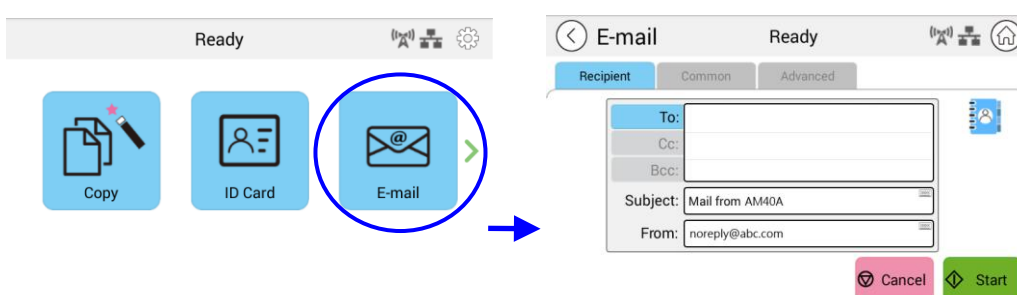 Ready
Copy
ID Card
@
E-mail
E-mail
Ready
Recipient
Common
Advanced
To:
Cc:
Bcc:
Subject: Mail from AM40A
From: noreply@abc.com
Cancel
Start